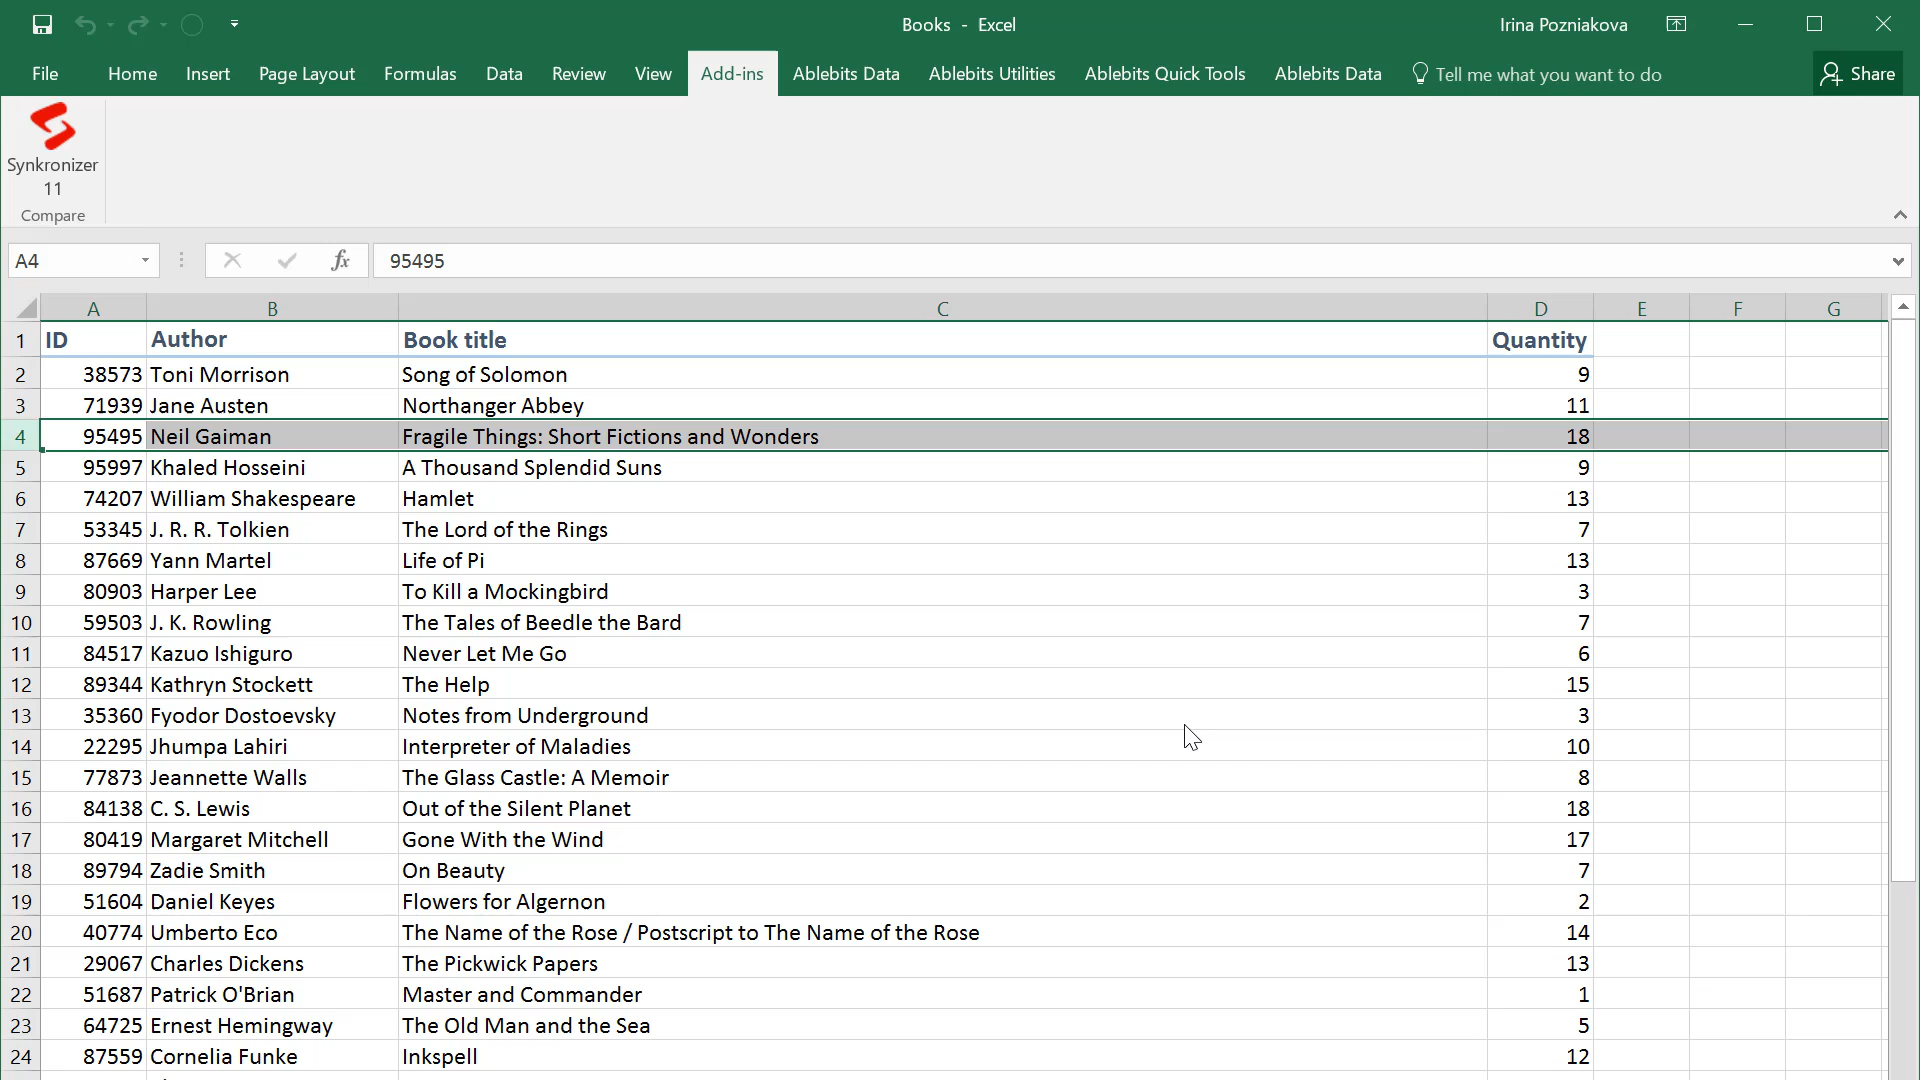 Books - Excel
Irina Pozniakova
File Home Insert Page Layout Formulas Data Review View Add-ins Ablebits Data Ablebits Utilities Ablebits Quick Tools Ablebits Data Tell me what you want to do Share
Synkronizer
11
Compare
A4 fx 95495
A B C D E F G
1 ID Author Book title Quantity
2 38573 Toni Morrison Song of Solomon 9
3 71939 Jane Austen Northanger Abbey 11
4 95495 Neil Gaiman Fragile Things: Short Fictions and Wonders 18
5 95997 Khaled Hosseini A Thousand Splendid Suns 9
6 74207 William Shakespeare Hamlet 13
7 53345 J. R. R. Tolkien The Lord of the Rings 7
8 87669 Yann Martel Life of Pi 13
9 80903 Harper Lee To Kill a Mockingbird 3
10 59503 J. K. Rowling The Tales of Beedle the Bard 7
11 84517 Kazuo Ishiguro Never Let Me Go 6
12 89344 Kathryn Stockett The Help 15
13 35360 Fyodor Dostoevsky Notes from Underground 3
14 22295 Jhumpa Lahiri Interpreter of Maladies 10
15 77873 Jeannette Walls The Glass Castle: A Memoir 8
16 84138 C. S. Lewis Out of the Silent Planet 18
17 80419 Margaret Mitchell Gone With the Wind 17
18 89794 Zadie Smith On Beauty 7
19 51604 Daniel Keyes Flowers for Algernon 2
20 40774 Umberto Eco The Name of the Rose / Postscript to The Name of the Rose 14
21 29067 Charles Dickens The Pickwick Papers 13
22 51687 Patrick O'Brian Master and Commander 1
23 64725 Ernest Hemingway The Old Man and the Sea 5
24 87559 Cornelia Funke Inkspell 12